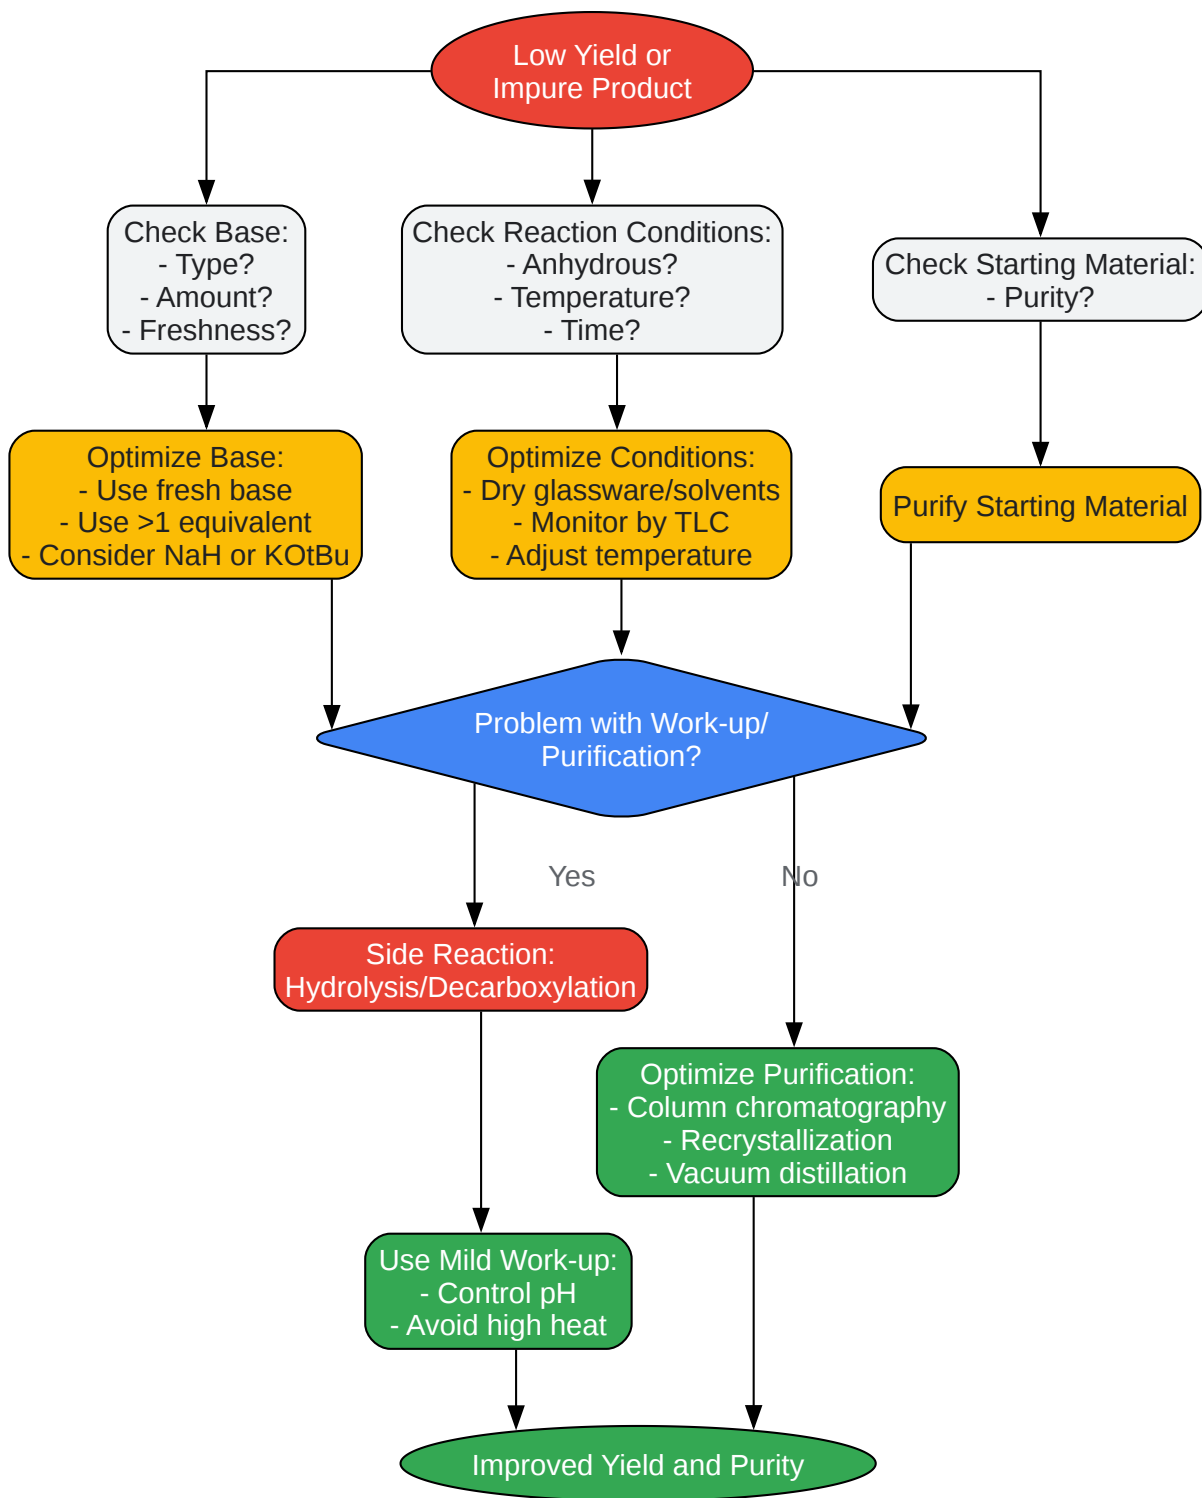 Low Yield or
Impure Product
Check Base:
- Type?
- Amount?
- Freshness?
Check Reaction Conditions:
- Anhydrous?
- Temperature?
- Time?
Check Starting Material:
- Purity?
Optimize Base:
- Use fresh base
- Use >1 equivalent
- Consider NaH or KOtBu
Optimize Conditions:
- Dry glassware/solvents
- Monitor by TLC
- Adjust temperature
Purify Starting Material
Problem with Work-up/
Purification?
Yes
No
Side Reaction:
Hydrolysis/Decarboxylation
Optimize Purification:
- Column chromatography
- Recrystallization
- Vacuum distillation
Use Mild Work-up:
- Control pH
- Avoid high heat
Improved Yield and Purity